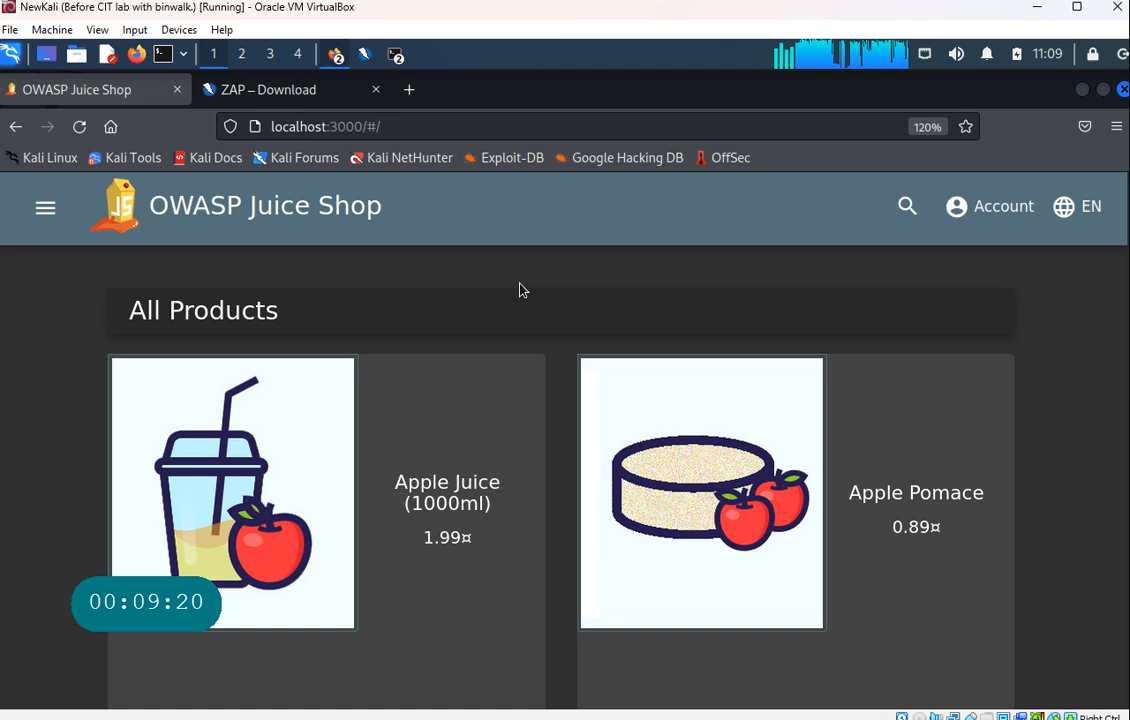 NewKali (Before CIT lab with binwalk.) [Running] - Oracle VM VirtualBox
File Machine View Input Devices Help
1 2 3 4 2 2 11:09
OWASP Juice Shop ZAP – Download
localhost:3000/#/ 120%
Kali Linux Kali Tools Kali Docs Kali Forums Kali NetHunter Exploit-DB Google Hacking DB OffSec
JS OWASP Juice Shop Account EN
All Products
Apple Juice
(1000ml)
1.99¤
Apple Pomace
0.89¤
00:09:20
Right Ctrl